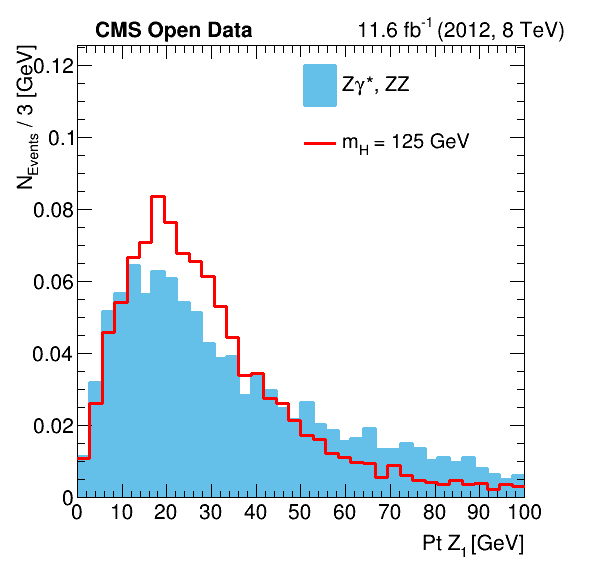 CMS Open Data 11.6 fb⁻¹ (2012, 8 TeV)
N_Events / 3 [GeV]
Zγ*, ZZ
m_H = 125 GeV
0.12
0.1
0.08
0.06
0.04
0.02
0
0 10 20 30 40 50 60 70 80 90 100
Pt Z₁ [GeV]